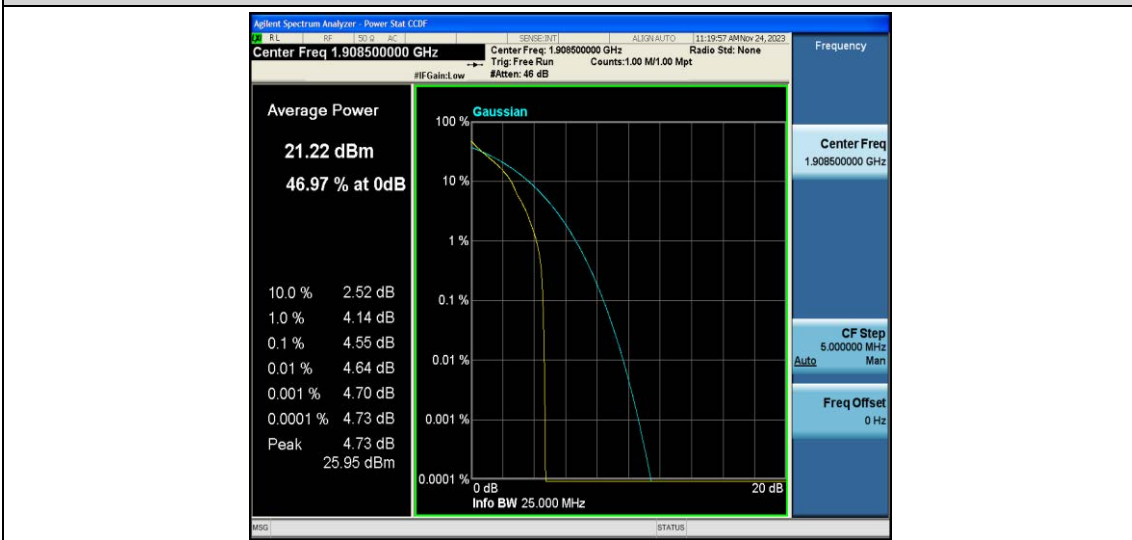 Agilent Spectrum Analyzer - Power Stat CCDF
LXI RL RF 50 Ω AC SENSE:INT ALIGN AUTO 11:19:57 AM Nov 24, 2023
Center Freq 1.908500000 GHz
Center Freq: 1.908500000 GHz Radio Std: None
Trig: Free Run Counts:1.00 M/1.00 Mpt
#IFGain:Low #Atten: 46 dB
Frequency
Average Power
21.22 dBm
46.97 % at 0dB
10.0 % 2.52 dB
1.0 % 4.14 dB
0.1 % 4.55 dB
0.01 % 4.64 dB
0.001 % 4.70 dB
0.0001 % 4.73 dB
Peak 4.73 dB
25.95 dBm
Gaussian
100 %
10 %
1 %
0.1 %
0.01 %
0.001 %
0.0001 %
0 dB 20 dB
Info BW 25.000 MHz
Center Freq
1.908500000 GHz
CF Step
5.000000 MHz
Auto Man
Freq Offset
0 Hz
MSG STATUS